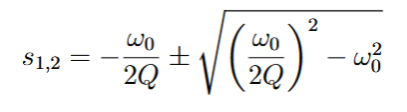 $s_{1,2} = -\frac{\omega_0}{2Q} \pm \sqrt{\left(\frac{\omega_0}{2Q}\right)^2 - \omega_0^2}$